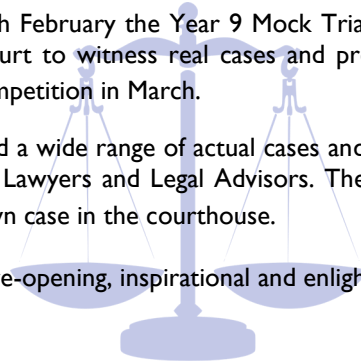 h February the Year 9 Mock Tria
urt to witness real cases and pr
mpetition in March.
d a wide range of actual cases and
Lawyers and Legal Advisors. The
wn case in the courthouse.
e-opening, inspirational and enligh